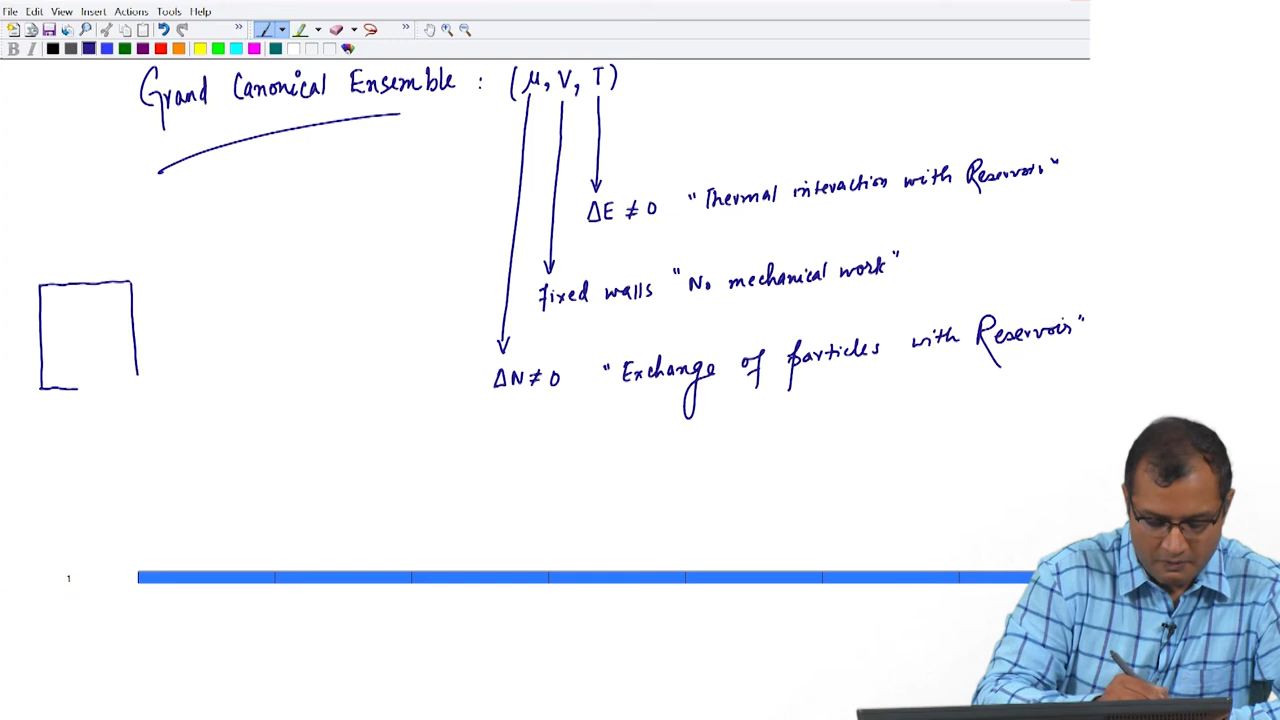 File Edit View Insert Actions Tools Help
Grand Canonical Ensemble : (μ, V, T)
ΔE ≠ 0 "Thermal interaction with Reservoir"
Fixed walls "No mechanical work"
ΔN ≠ 0 "Exchange of particles with Reservoir"
1